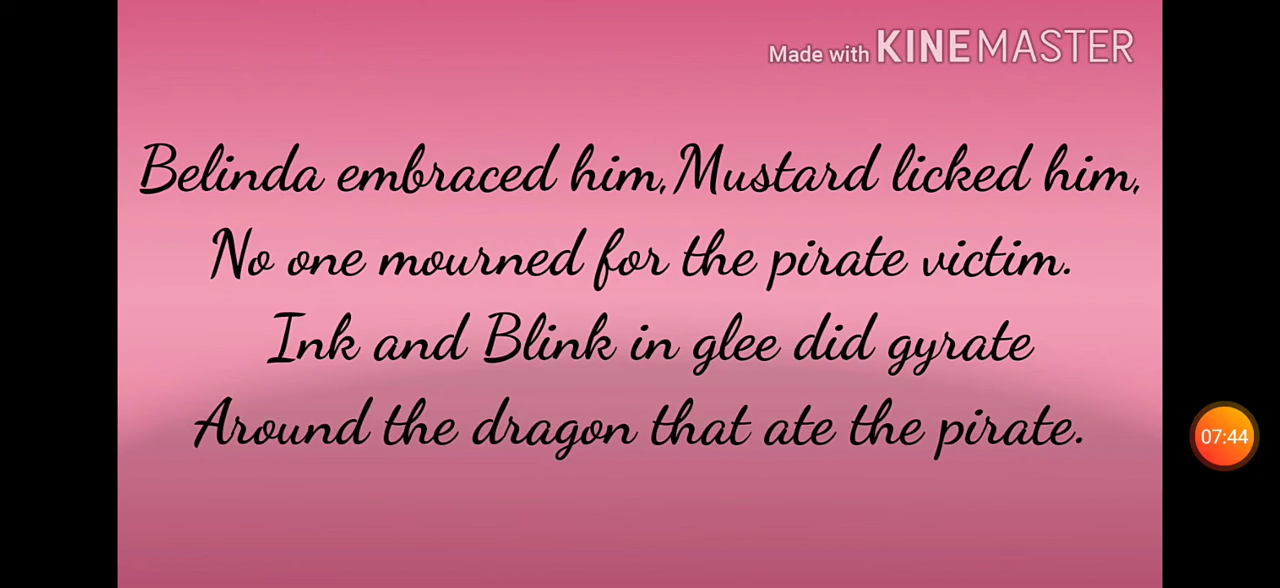 Made with KINEMASTER
Belinda embraced him, Mustard licked him,
No one mourned for the pirate victim.
Ink and Blink in glee did gyrate
Around the dragon that ate the pirate.
07:44